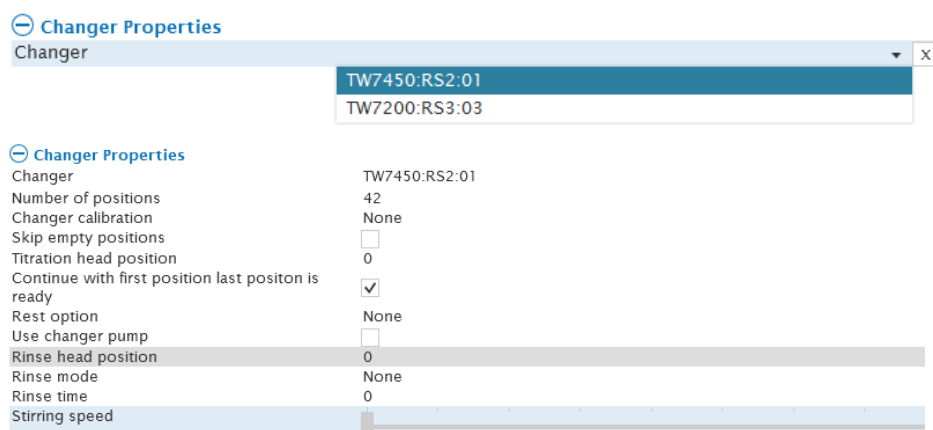 Changer Properties
Changer X
TW7450:RS2:01
TW7200:RS3:03
Changer Properties
Changer TW7450:RS2:01
Number of positions 42
Changer calibration None
Skip empty positions
Titration head position 0
Continue with first position last positon is
ready
Rest option None
Use changer pump
Rinse head position 0
Rinse mode None
Rinse time 0
Stirring speed